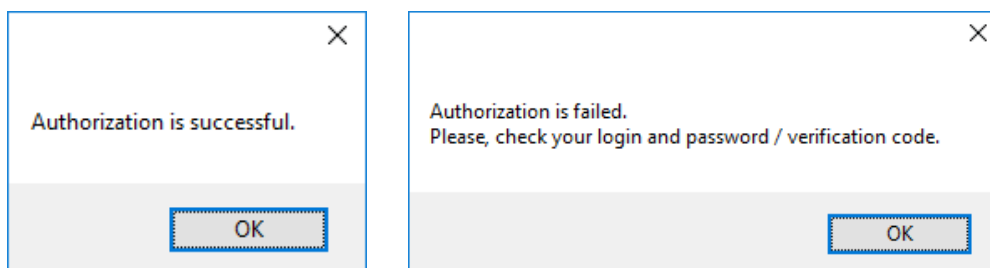 Authorization is successful.
OK
Authorization is failed.
Please, check your login and password / verification code.
OK